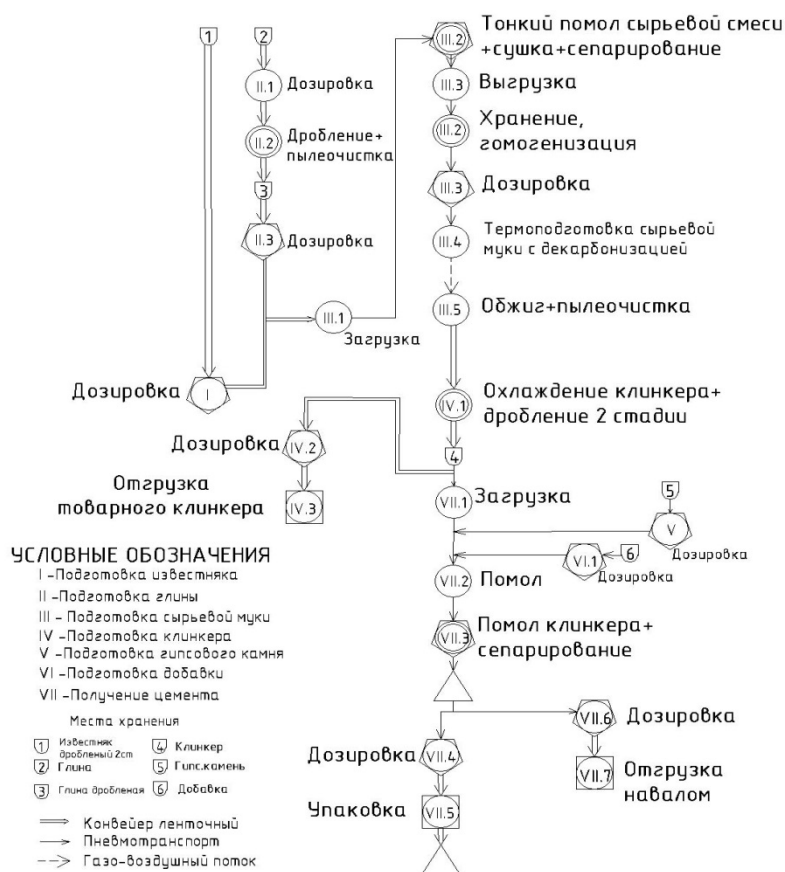 1
2
II.1
Дозировка
II.2
Дробление+
пылеочистка
3
II.3
Дозировка
III.1
Загрузка
Дозировка
I
III.2
Тонкий помол сырьевой смеси
+сушка+сепарирование
III.3
Выгрузка
III.2
Хранение,
гомогенизация
III.3
Дозировка
III.4
Термоподготовка сырьевой
муки с декарбонизацией
III.5
Обжиг+пылеочистка
IV.1
Охлаждение клинкера+
дробление 2 стадии
4
Дозировка
IV.2
Отгрузка
товарного клинкера
IV.3
VII.1
Загрузка
5
V
Дозировка
6
VI.1
Дозировка
VII.2
Помол
VII.3
Помол клинкера+
сепарирование
VII.6
Дозировка
VII.7
Отгрузка
навалом
Дозировка
VII.4
Упаковка
VII.5
УСЛОВНЫЕ ОБОЗНАЧЕНИЯ
I -Подготовка известняка
II -Подготовка глины
III - Подготовка сырьевой муки
IV -Подготовка клинкера
V -Подготовка гипсового камня
VI -Подготовка добавки
VII -Получение цемента
Места хранения
1 Известняк
дробленый 2ст
2 Глина
3 Глина дробленая
4 Клинкер
5 Гипс.камень
6 Добавка
Конвейер ленточный
Пневмотранспорт
Газо-воздушный поток